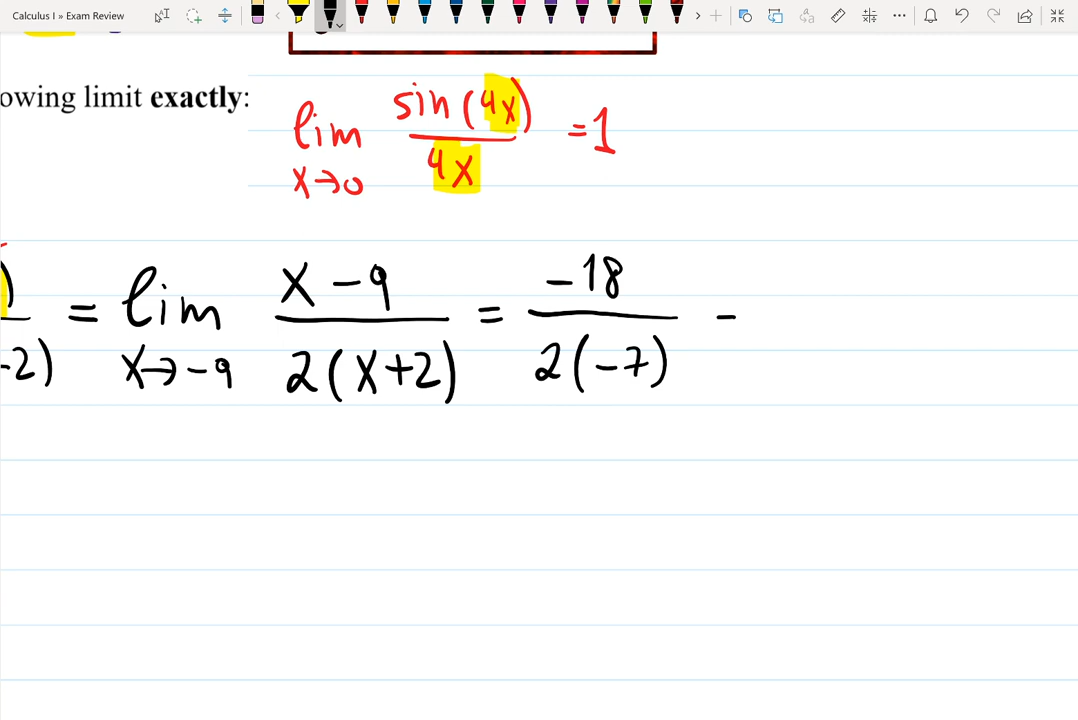 Calculus I » Exam Review
owing limit exactly:
lim x→0 sin(4x)/4x = 1
-2) = lim x→-9 x-9/2(x+2) = -18/2(-7) -